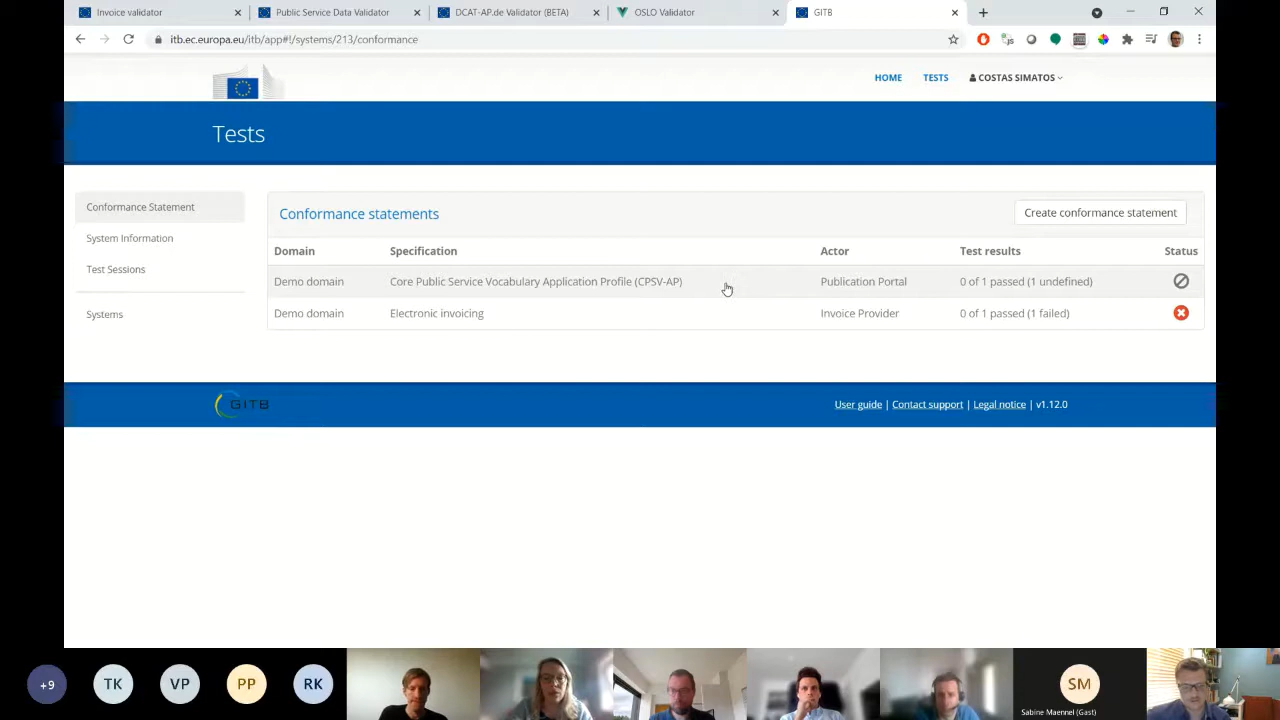 Invoice validator
Public Service Data Validator
DCAT-AP.de Validator (BETA)
OSLO Validator
GITB
itb.ec.europa.eu/itb/app#!/systems/213/conformance
HOME
TESTS
COSTAS SIMATOS
Tests
Conformance Statement
System Information
Test Sessions
Systems
Conformance statements
Create conformance statement
Domain Specification Actor Test results Status
Demo domain Core Public Service Vocabulary Application Profile (CPSV-AP) Publication Portal 0 of 1 passed (1 undefined)
Demo domain Electronic invoicing Invoice Provider 0 of 1 passed (1 failed)
GITB
User guide | Contact support | Legal notice | v1.12.0
+9
TK
VP
PP
RK
SM
Sabine Maennel (Gast)